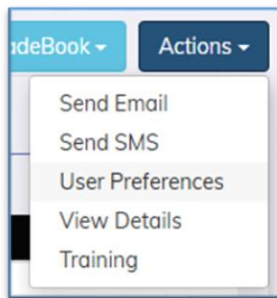 adeBook Actions
Send Email
Send SMS
User Preferences
View Details
Training